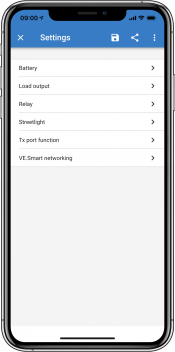 09:00
Settings
Battery
Load output
Relay
Streetlight
Tx port function
VE.Smart networking